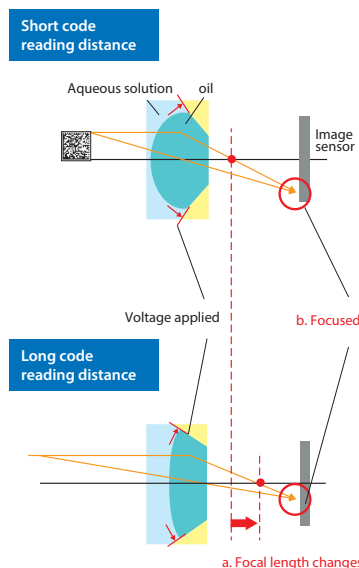 Short code
reading distance
Aqueous solution
oil
Image
sensor
Voltage applied
b. Focused
Long code
reading distance
a. Focal length changes